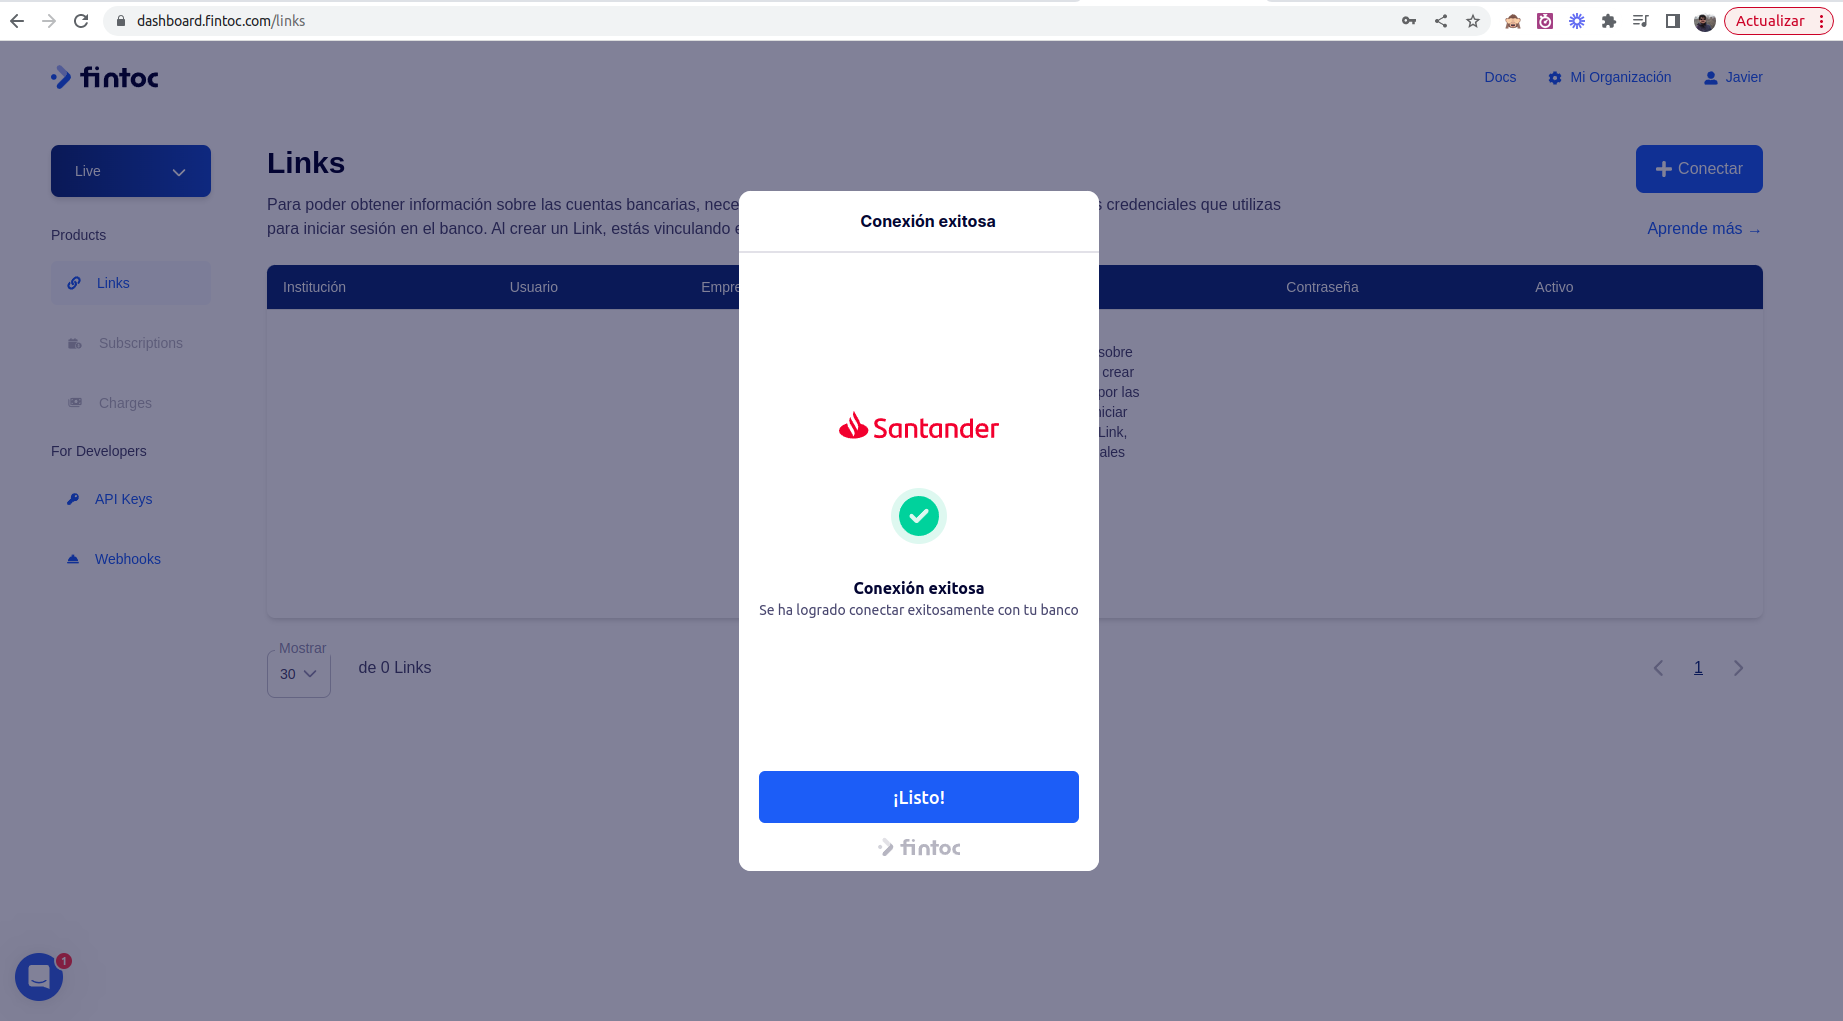 dashboard.fintoc.com/links
Actualizar
fintoc
Docs
Mi Organización
Javier
Live
Links
Conectar
Para poder obtener información sobre las cuentas bancarias, nece
credenciales que utilizas
para iniciar sesión en el banco. Al crear un Link, estás vinculando
Aprende más →
Products
Links
Subscriptions
Charges
For Developers
API Keys
Webhooks
Institución
Usuario
Empre
Contraseña
Activo
sobre
crear
por las
niciar
Link,
ales
Mostrar
30
de 0 Links
1
Conexión exitosa
Santander
Conexión exitosa
Se ha logrado conectar exitosamente con tu banco
¡Listo!
fintoc
1